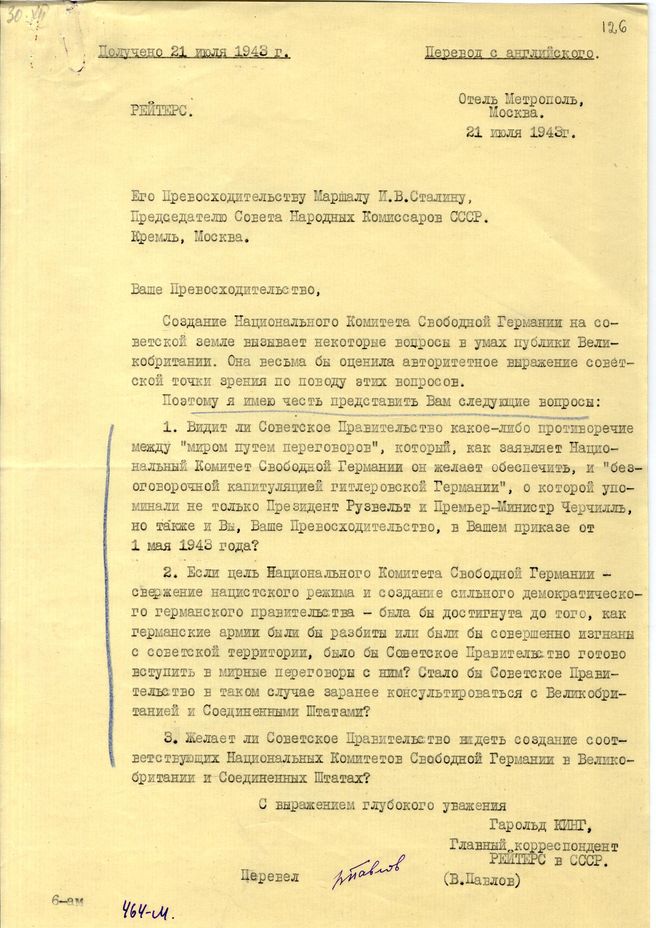 30-XII
126
Получено 21 июля 1943 г.
Перевод с английского.
РЕЙТЕРС.
Отель Метрополь,
Москва.
21 июля 1943г.
Его Превосходительству Маршалу И.В.Сталину,
Председателю Совета Народных Комиссаров СССР.
Кремль, Москва.
Ваше Превосходительство,
Создание Национального Комитета Свободной Германии на со-
ветской земле вызывает некоторые вопросы в умах публики Вели-
кобритании. Она весьма бы оценила авторитетное выражение совет-
ской точки зрения по поводу этих вопросов.
Поэтому я имею честь представить Вам следующие вопросы:
1. Видит ли Советское Правительство какое-либо противоречие
между "миром путем переговоров", который, как заявляет Нацио-
нальный Комитет Свободной Германии он желает обеспечить, и "без-
оговорочной капитуляцией гитлеровской Германии", о которой упо-
минали не только Президент Рузвельт и Премьер-Министр Черчилль,
но также и Вы, Ваше Превосходительство, в Вашем приказе от
1 мая 1943 года?
2. Если цель Национального Комитета Свободной Германии -
свержение нацистского режима и создание сильного демократическо-
го германского правительства - была бы достигнута до того, как
германские армии были бы разбиты или были бы совершенно изгнаны
с советской территории, было бы Советское Правительство готово
вступить в мирные переговоры с ним? Стало бы Советское Прави-
тельство в таком случае заранее консультироваться с Великобри-
танией и Соединенными Штатами?
3. Желает ли Советское Правительство видеть создание соот-
ветствующих Национальных Комитетов Свободной Германии в Велико-
британии и Соединенных Штатах?
С выражением глубокого уважения
Гарольд КИНГ,
Главный корреспондент
РЕЙТЕРС в СССР.
Перевел
Павлов
(В.Павлов)
6-ам
464-М.